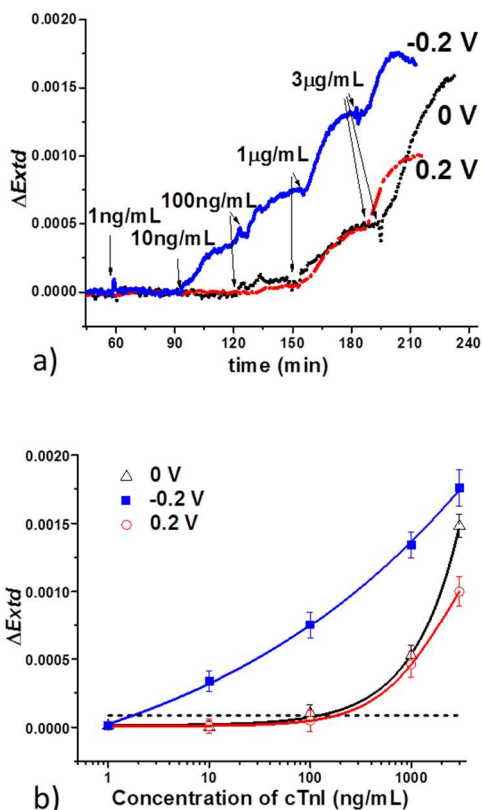 0.0020
0.0015
0.0010
0.0005
0.0000
ΔExtd
-0.2 V
0 V
0.2 V
3µg/mL
1µg/mL
100ng/mL
1ng/mL
10ng/mL
60 90 120 150 180 210 240
time (min)
a)
0.0020
0.0015
0.0010
0.0005
0.0000
ΔExtd
0 V
-0.2 V
0.2 V
1 10 100 1000
Concentration of cTnI (ng/mL)
b)